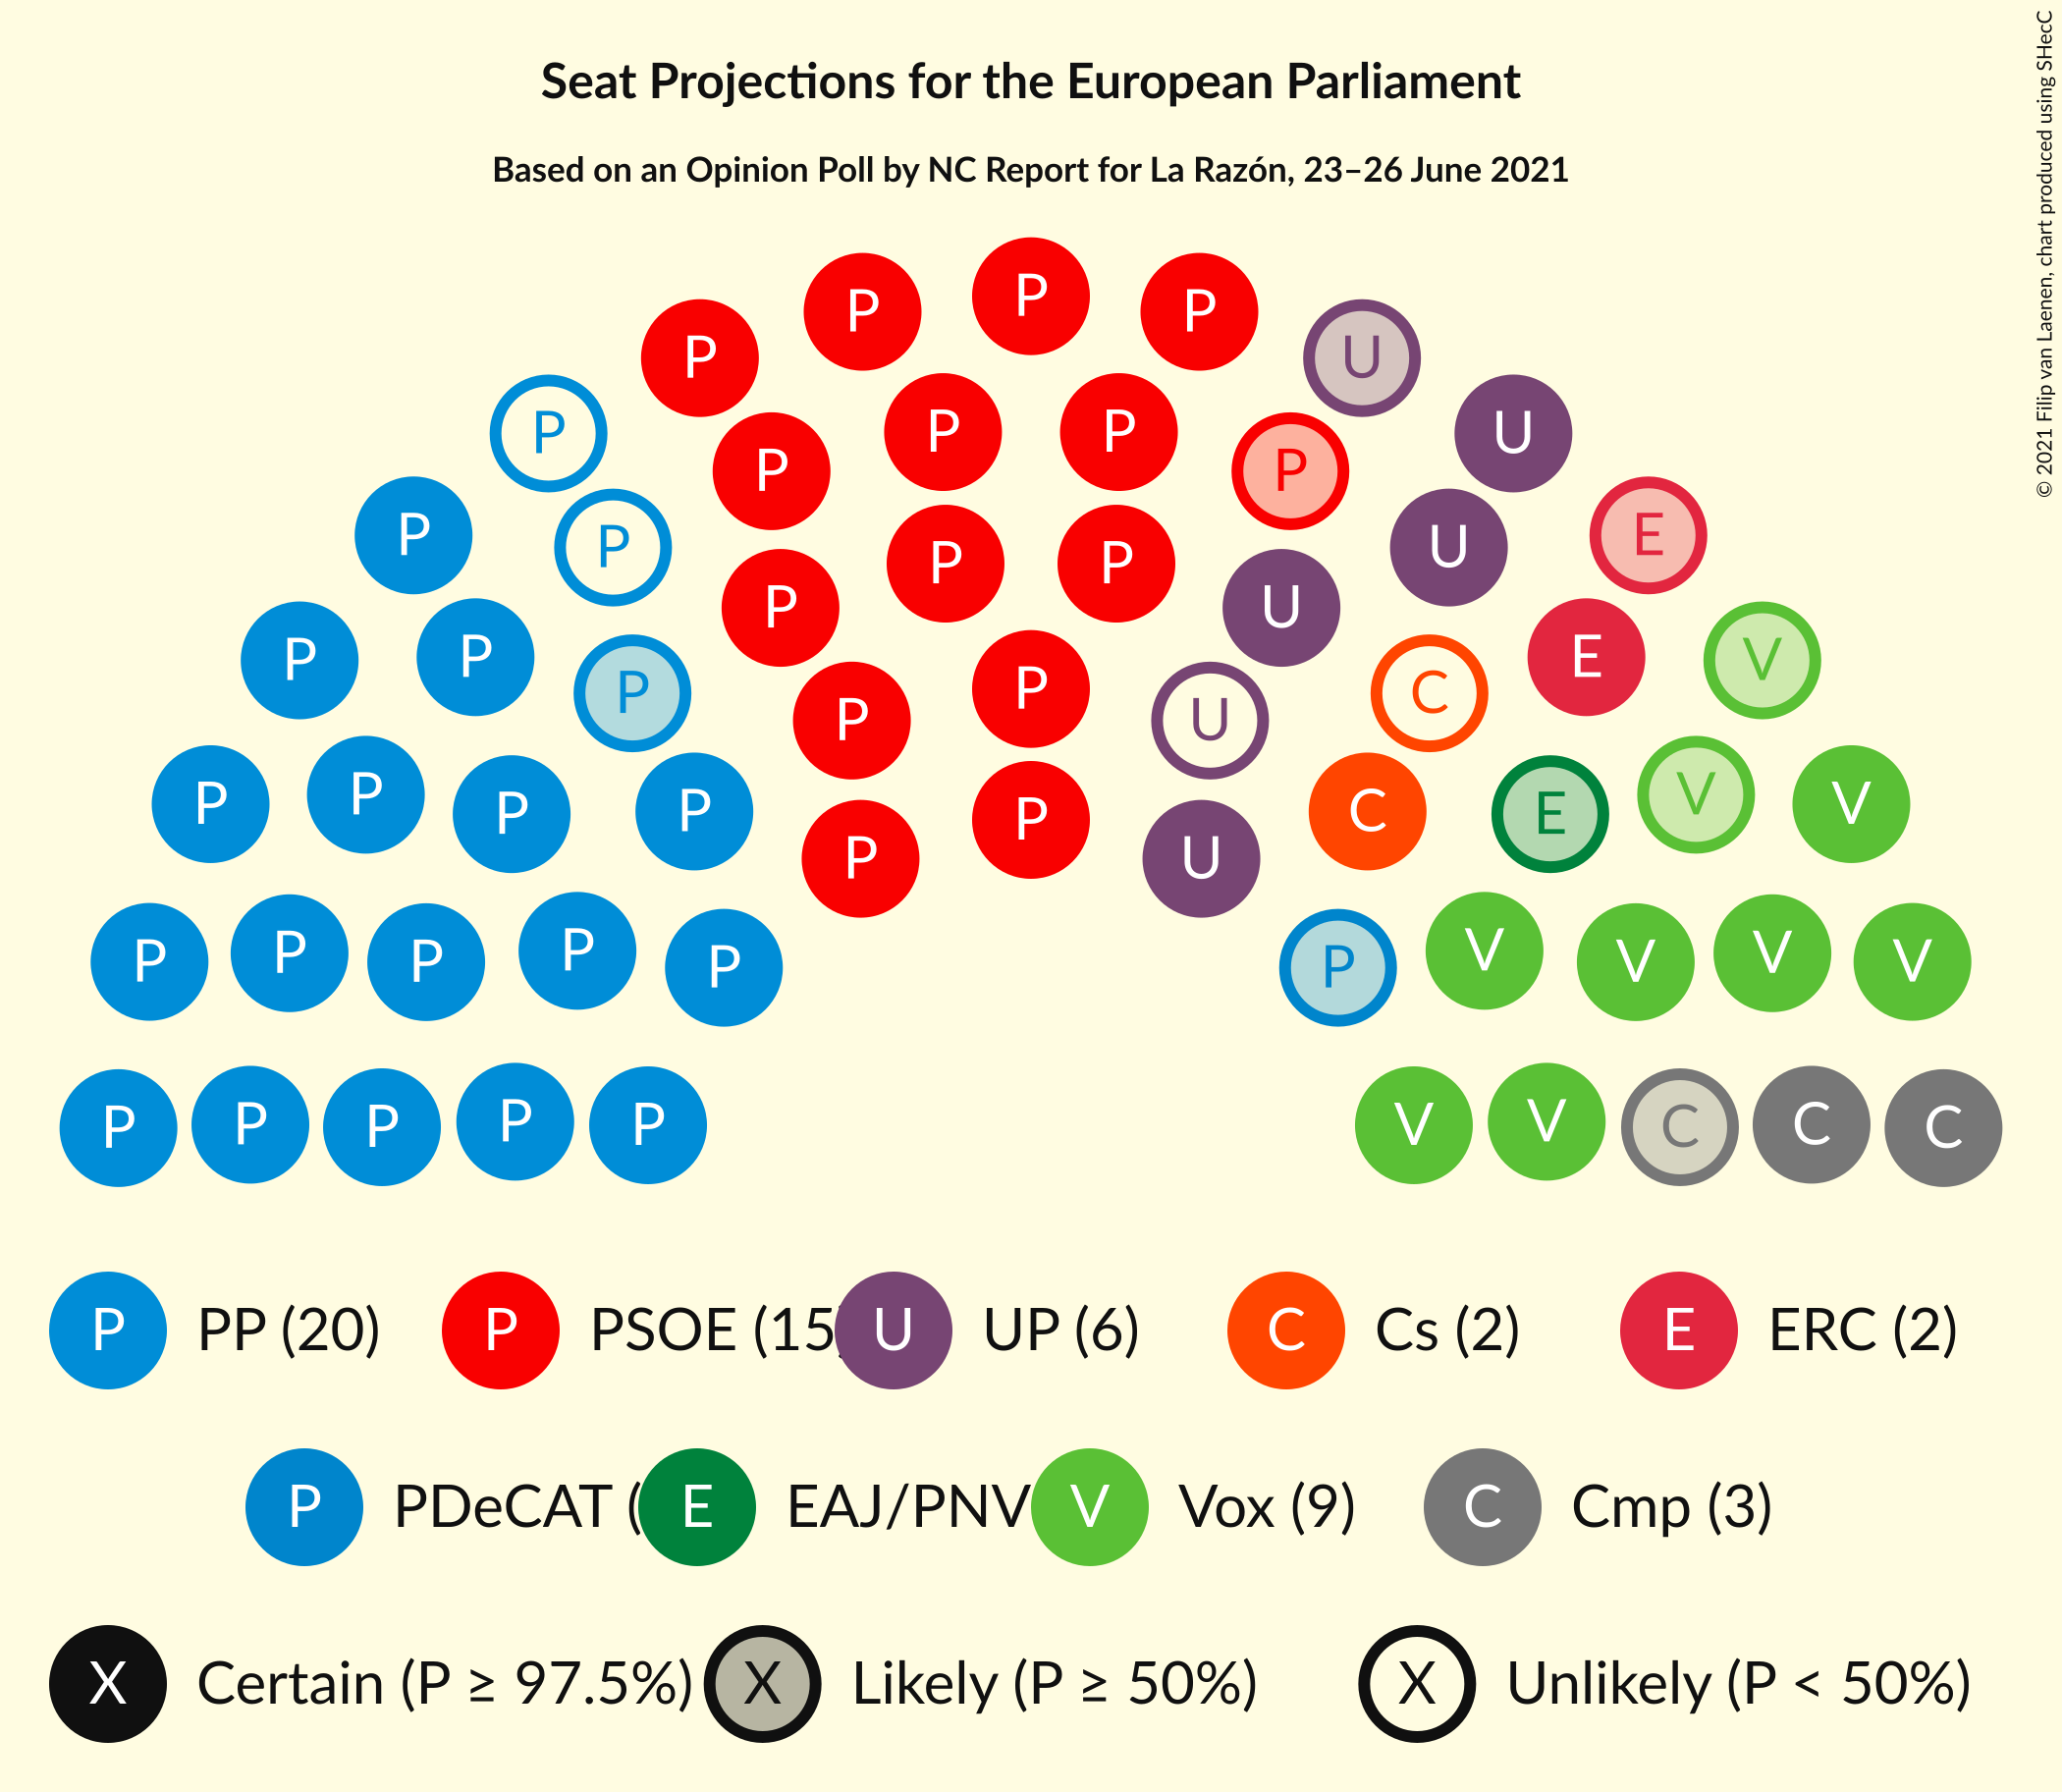 Seat Projections for the European Parliament
Based on an Opinion Poll by NC Report for La Razón, 23–26 June 2021
© 2021 Filip van Laenen, chart produced using SHecC
P P P
P P U
P P P P U
P P P E
P P P U U
P P P U E V
P P P U C
P P P P P C E V V
P U
P P P P P P V V V V
P P P P P V V C C C
P PP (20) P PSOE (15 U UP (6) C Cs (2) E ERC (2)
P PDeCAT ( E EAJ/PNV V Vox (9) C Cmp (3)
X Certain (P ≥ 97.5%) X Likely (P ≥ 50%) X Unlikely (P < 50%)